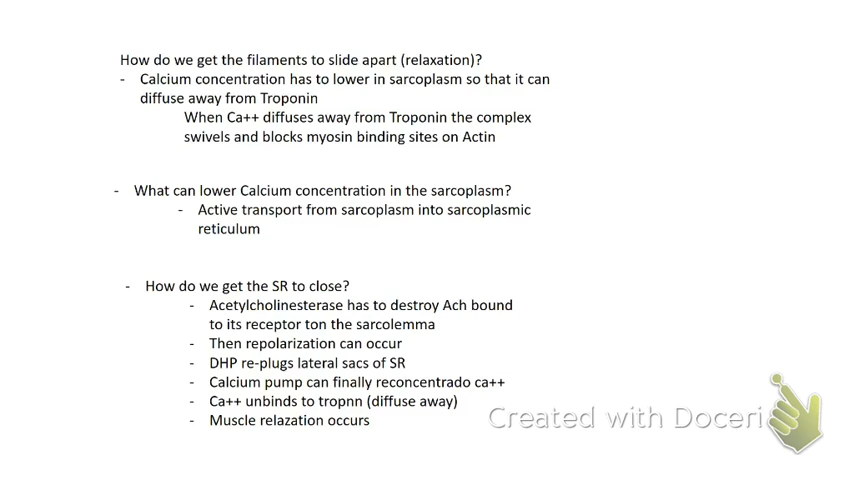 How do we get the filaments to slide apart (relaxation)?
- Calcium concentration has to lower in sarcoplasm so that it can
diffuse away from Troponin
When Ca++ diffuses away from Troponin the complex
swivels and blocks myosin binding sites on Actin
- What can lower Calcium concentration in the sarcoplasm?
- Active transport from sarcoplasm into sarcoplasmic
reticulum
- How do we get the SR to close?
- Acetylcholinesterase has to destroy Ach bound
to its receptor ton the sarcolemma
- Then repolarization can occur
- DHP re-plugs lateral sacs of SR
- Calcium pump can finally reconcentrado ca++
- Ca++ unbinds to tropnn (diffuse away)
- Muscle relazation occurs
Created with Doceri